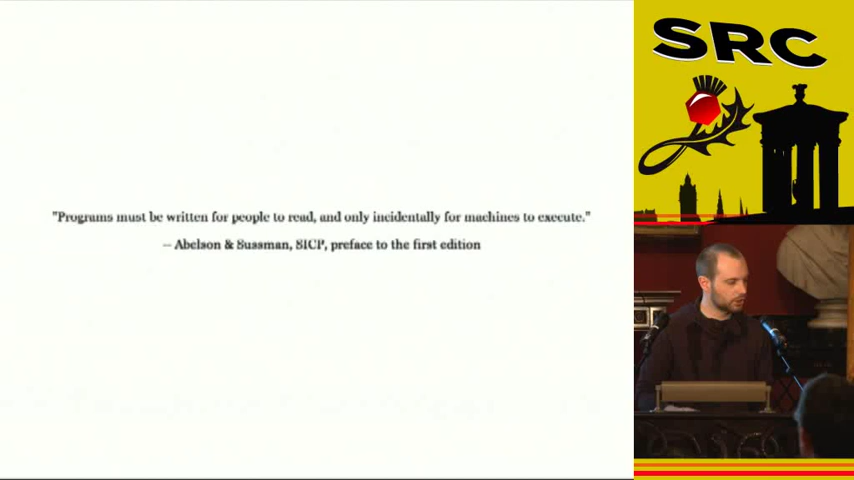 "Programs must be written for people to read, and only incidentally for machines to execute."
– Abelson & Sussman, SICP, preface to the first edition
SRC